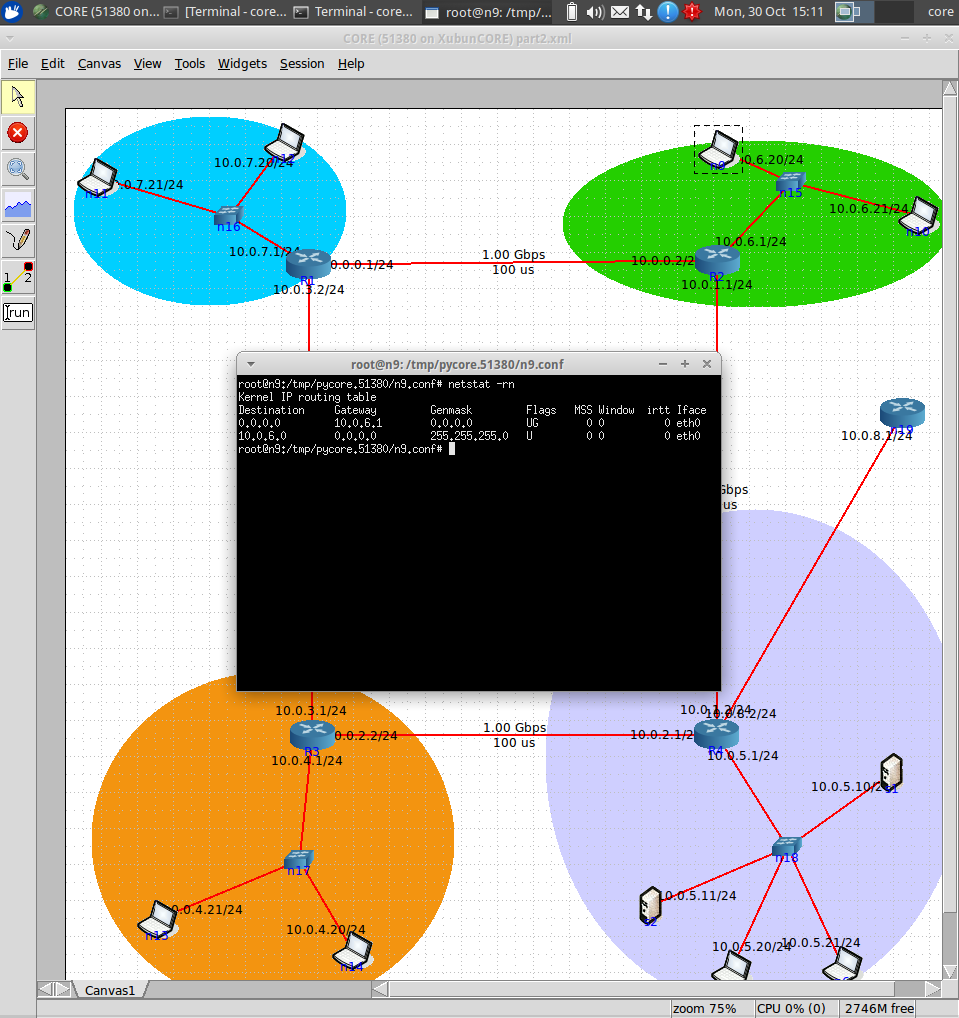 CORE (51380 on... [Terminal - core... Terminal - core... root@n9: /tmp/... Mon, 30 Oct 15:11 core
CORE (51380 on XubunCORE) part2.xml
File Edit Canvas View Tools Widgets Session Help
10.0.7.20/24
n11
.0.7.21/24
n16
10.0.7.1/24
0.0.0.1/24
R1
10.0.3.2/24
1.00 Gbps
100 us
0.6.20/24
n9
n15
10.0.6.21/24
n10
10.0.6.1/24
10.0.0.2/2
R2
10.0.1.1/24
1 2
run
root@n9: /tmp/pycore.51380/n9.conf
root@n9:/tmp/pycore.51380/n9.conf# netstat -rn
Kernel IP routing table
Destination Gateway Genmask Flags MSS Window irtt Iface
0.0.0.0 10.0.6.1 0.0.0.0 UG 0 0 0 eth0
10.0.6.0 0.0.0.0 255.255.255.0 U 0 0 0 eth0
root@n9:/tmp/pycore.51380/n9.conf#
n19
10.0.8.1/24
Gbps
us
10.0.3.1/24
0.0.2.2/24
R3
10.0.4.1/24
1.00 Gbps
100 us
10.0.1.2/24
10.0.8.2/24
10.0.2.1/2
R4
10.0.5.1/24
10.0.5.10/2
n18
n17
10.0.5.11/24
0.0.4.21/24
n13
10.0.4.20/24
n14
10.0.5.20/24
10.0.5.21/24
Canvas1
zoom 75% CPU 0% (0) 2746M free